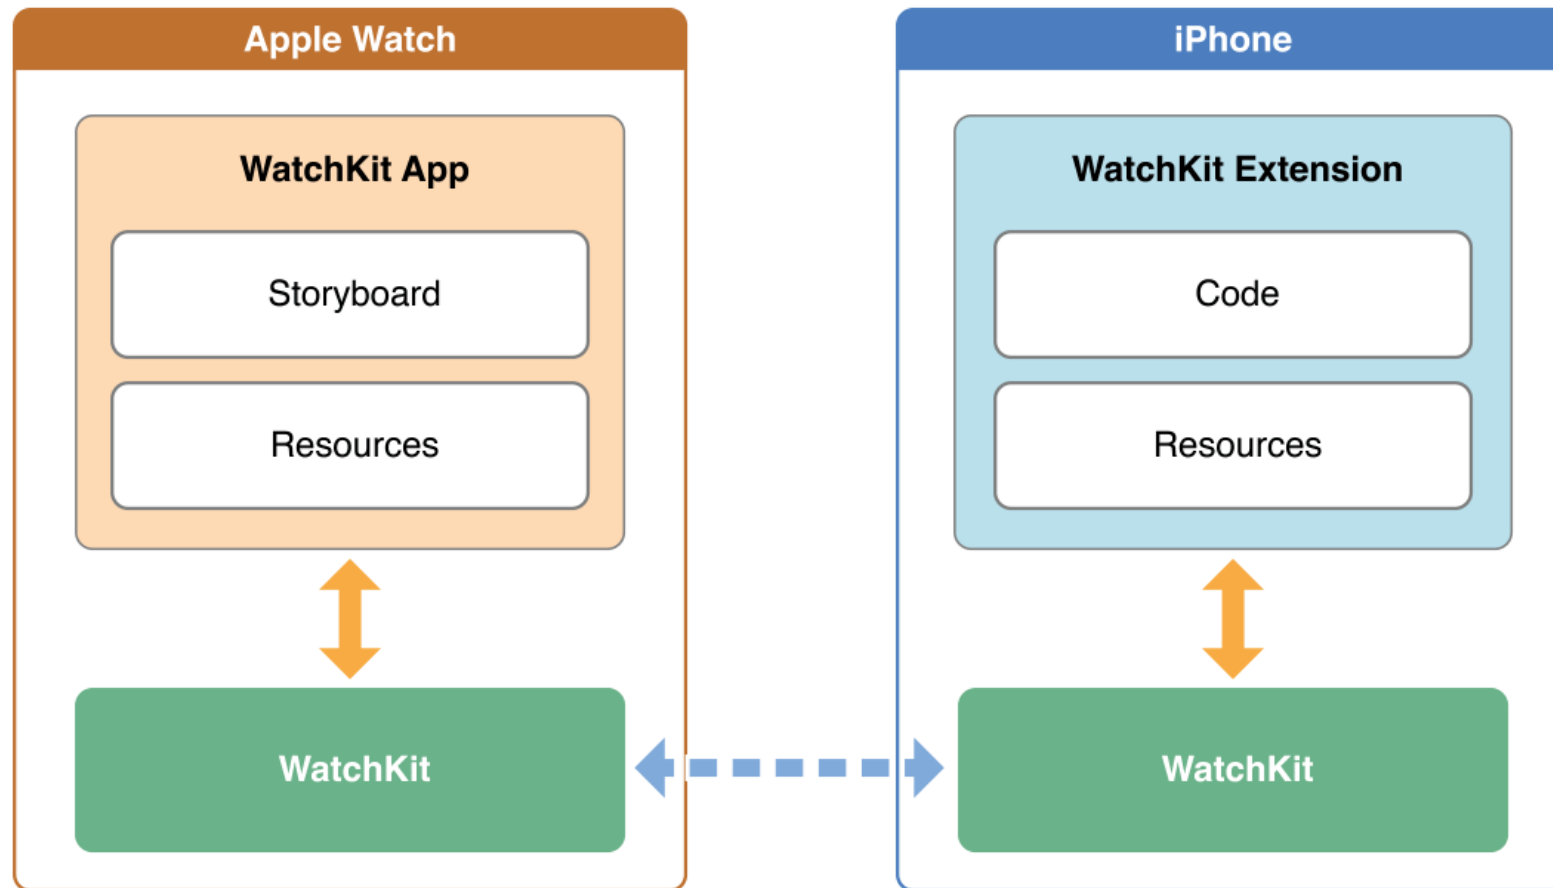 Apple Watch
WatchKit App
Storyboard
Resources
WatchKit
iPhone
WatchKit Extension
Code
Resources
WatchKit